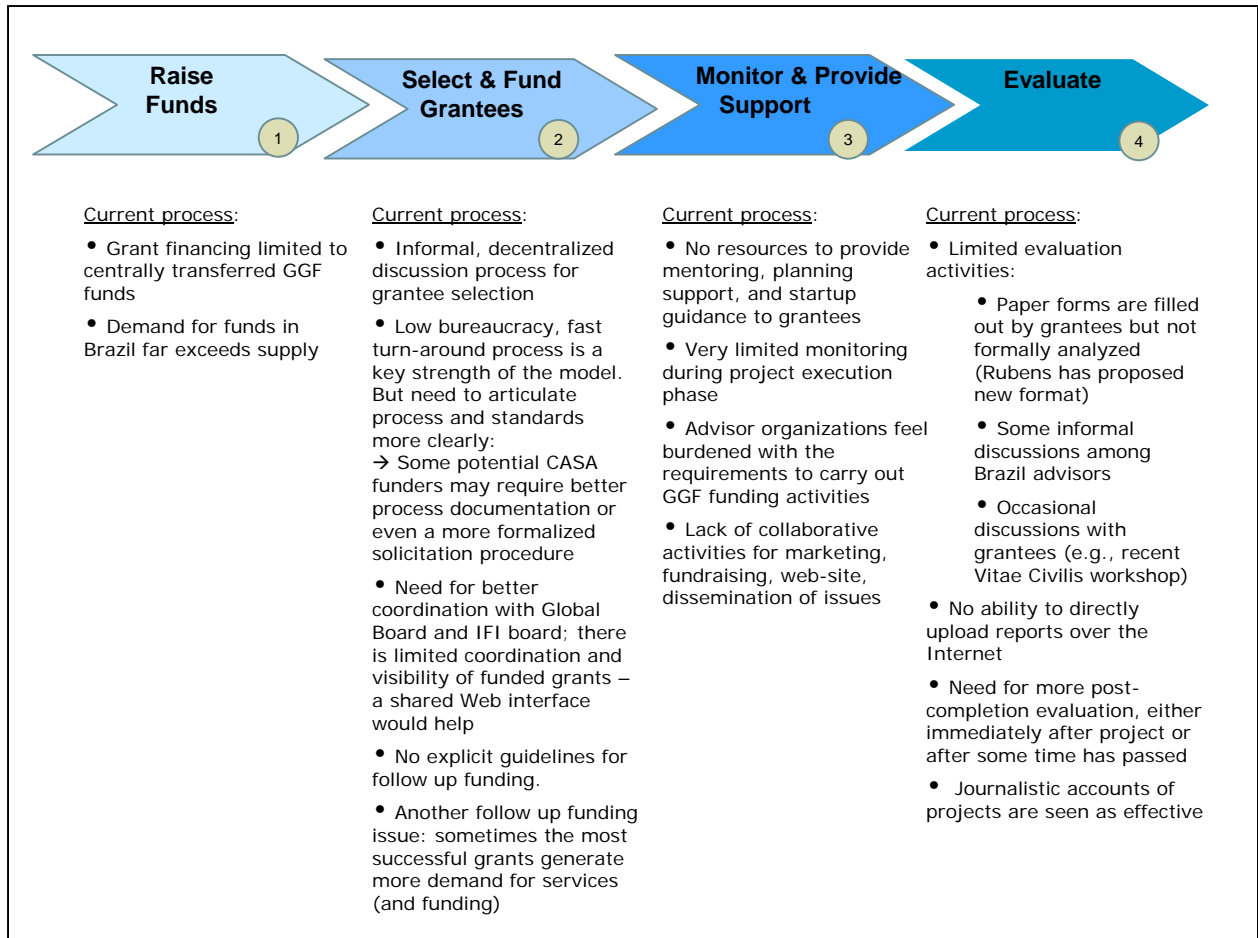 Raise
Funds
1
Select & Fund
Grantees
2
Monitor & Provide
Support
3
Evaluate
4
Current process:
• Grant financing limited to
centrally transferred GGF
funds
• Demand for funds in
Brazil far exceeds supply
Current process:
• Informal, decentralized
discussion process for
grantee selection
• Low bureaucracy, fast
turn-around process is a
key strength of the model.
But need to articulate
process and standards
more clearly:
→ Some potential CASA
funders may require better
process documentation or
even a more formalized
solicitation procedure
• Need for better
coordination with Global
Board and IFI board; there
is limited coordination and
visibility of funded grants –
a shared Web interface
would help
• No explicit guidelines for
follow up funding.
• Another follow up funding
issue: sometimes the most
successful grants generate
more demand for services
(and funding)
Current process:
• No resources to provide
mentoring, planning
support, and startup
guidance to grantees
• Very limited monitoring
during project execution
phase
• Advisor organizations feel
burdened with the
requirements to carry out
GGF funding activities
• Lack of collaborative
activities for marketing,
fundraising, web-site,
dissemination of issues
Current process:
• Limited evaluation
activities:
• Paper forms are filled
out by grantees but not
formally analyzed
(Rubens has proposed
new format)
• Some informal
discussions among
Brazil advisors
• Occasional
discussions with
grantees (e.g., recent
Vitae Civilis workshop)
• No ability to directly
upload reports over the
Internet
• Need for more post-
completion evaluation, either
immediately after project or
after some time has passed
• Journalistic accounts of
projects are seen as effective